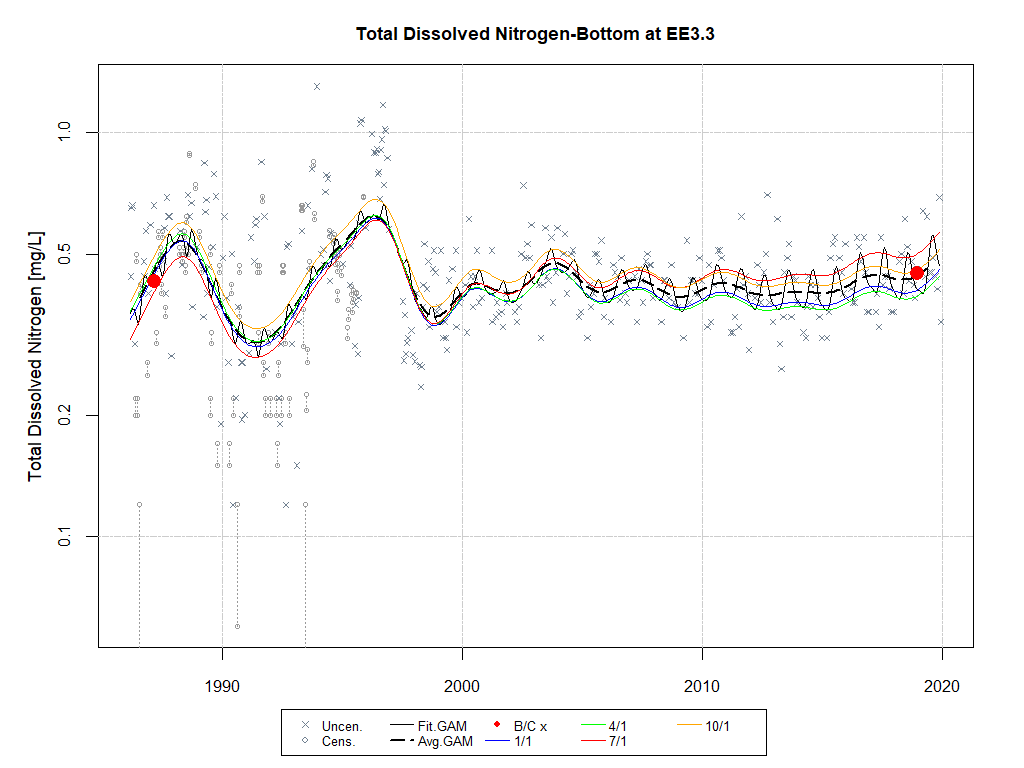 Total Dissolved Nitrogen-Bottom at EE3.3
Total Dissolved Nitrogen [mg/L]
1.0
0.5
0.2
0.1
1990 2000 2010 2020
Uncen. Fit.GAM B/C x 4/1 10/1
Cens. Avg.GAM 1/1 7/1